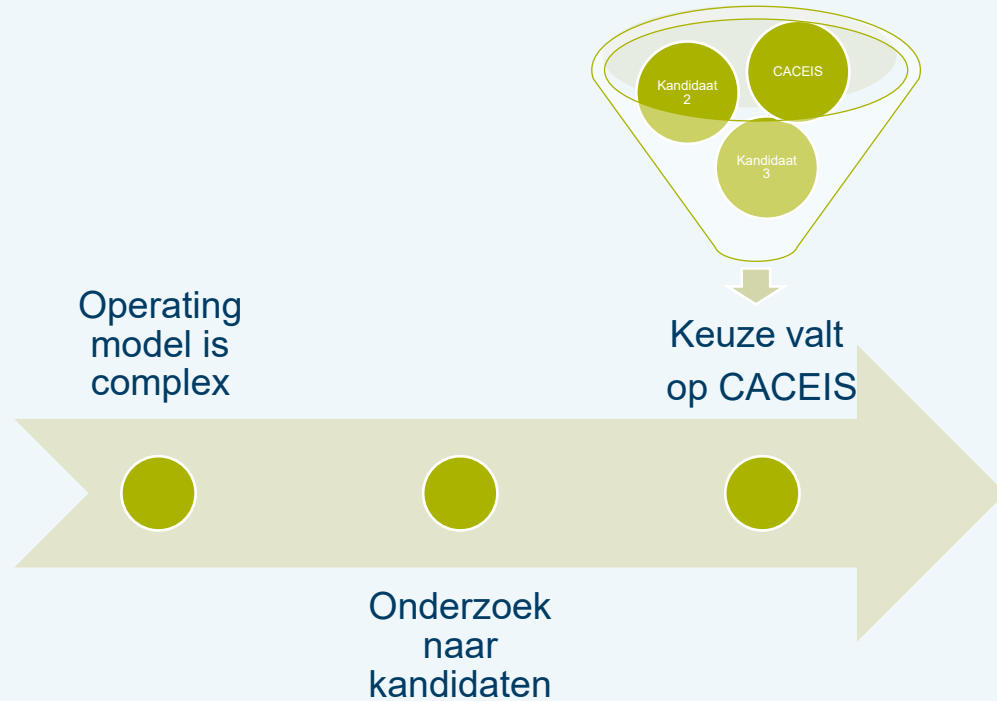 CACEIS
Kandidaat
2
Kandidaat
3
Operating
model is
complex
Keuze valt
op CACEIS
Onderzoek
naar
kandidaten